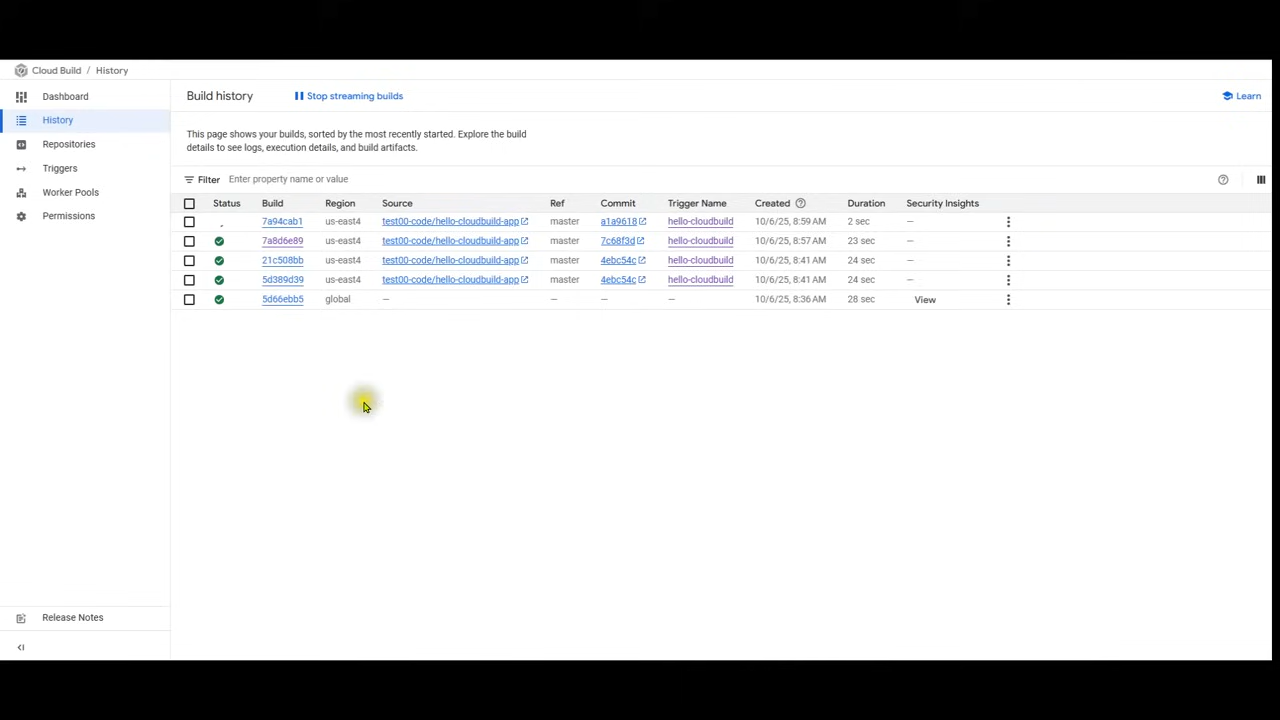 Cloud Build / History
Dashboard
History
Repositories
Triggers
Worker Pools
Permissions
Release Notes
Build history Stop streaming builds Learn
This page shows your builds, sorted by the most recently started. Explore the build
details to see logs, execution details, and build artifacts.
Filter Enter property name or value
Status Build Region Source Ref Commit Trigger Name Created Duration Security Insights
7a94cab1 us-east4 test00-code/hello-cloudbuild-app master a1a9618 hello-cloudbuild 10/6/25, 8:59 AM 2 sec —
7a8d6e89 us-east4 test00-code/hello-cloudbuild-app master 7c68f3d hello-cloudbuild 10/6/25, 8:57 AM 23 sec —
21c508bb us-east4 test00-code/hello-cloudbuild-app master 4ebc54c hello-cloudbuild 10/6/25, 8:41 AM 24 sec —
5d389d39 us-east4 test00-code/hello-cloudbuild-app master 4ebc54c hello-cloudbuild 10/6/25, 8:41 AM 24 sec —
5d66ebb5 global — — — — 10/6/25, 8:36 AM 28 sec View